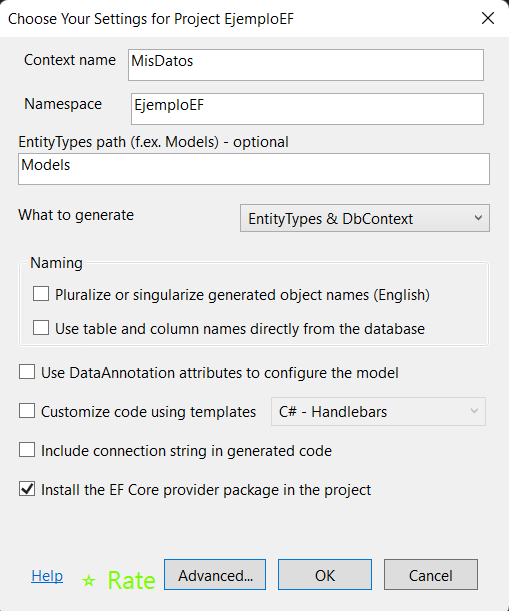 Choose Your Settings for Project EjemploEF
Context name MisDatos
Namespace EjemploEF
EntityTypes path (f.ex. Models) - optional
Models
What to generate EntityTypes & DbContext
Naming
Pluralize or singularize generated object names (English)
Use table and column names directly from the database
Use DataAnnotation attributes to configure the model
Customize code using templates C# - Handlebars
Include connection string in generated code
Install the EF Core provider package in the project
Help ☆ Rate Advanced... OK Cancel